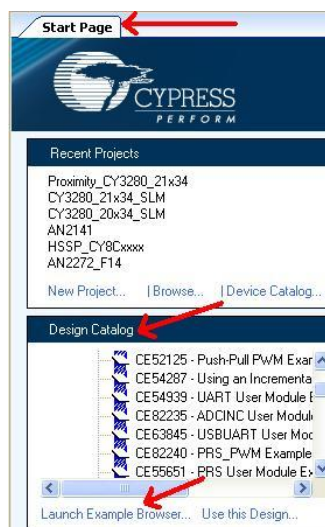 Start Page
CYPRESS
PERFORM
Recent Projects
Proximity_CY3280_21x34
CY3280_21x34_SLM
CY3280_20x34_SLM
AN2141
HSSP_CY8Cxxxx
AN2272_F14
New Project... | Browse... | Device Catalog...
Design Catalog
CE52125 - Push-Pull PWM Exar
CE54287 - Using an Incrementa
CE54939 - UART User Module E
CE82235 - ADCINC User Module
CE63845 - USBUART User Moc
CE82240 - PRS_PWM Example
CE55651 - PRS User Module Ex
Launch Example Browser... Use this Design...